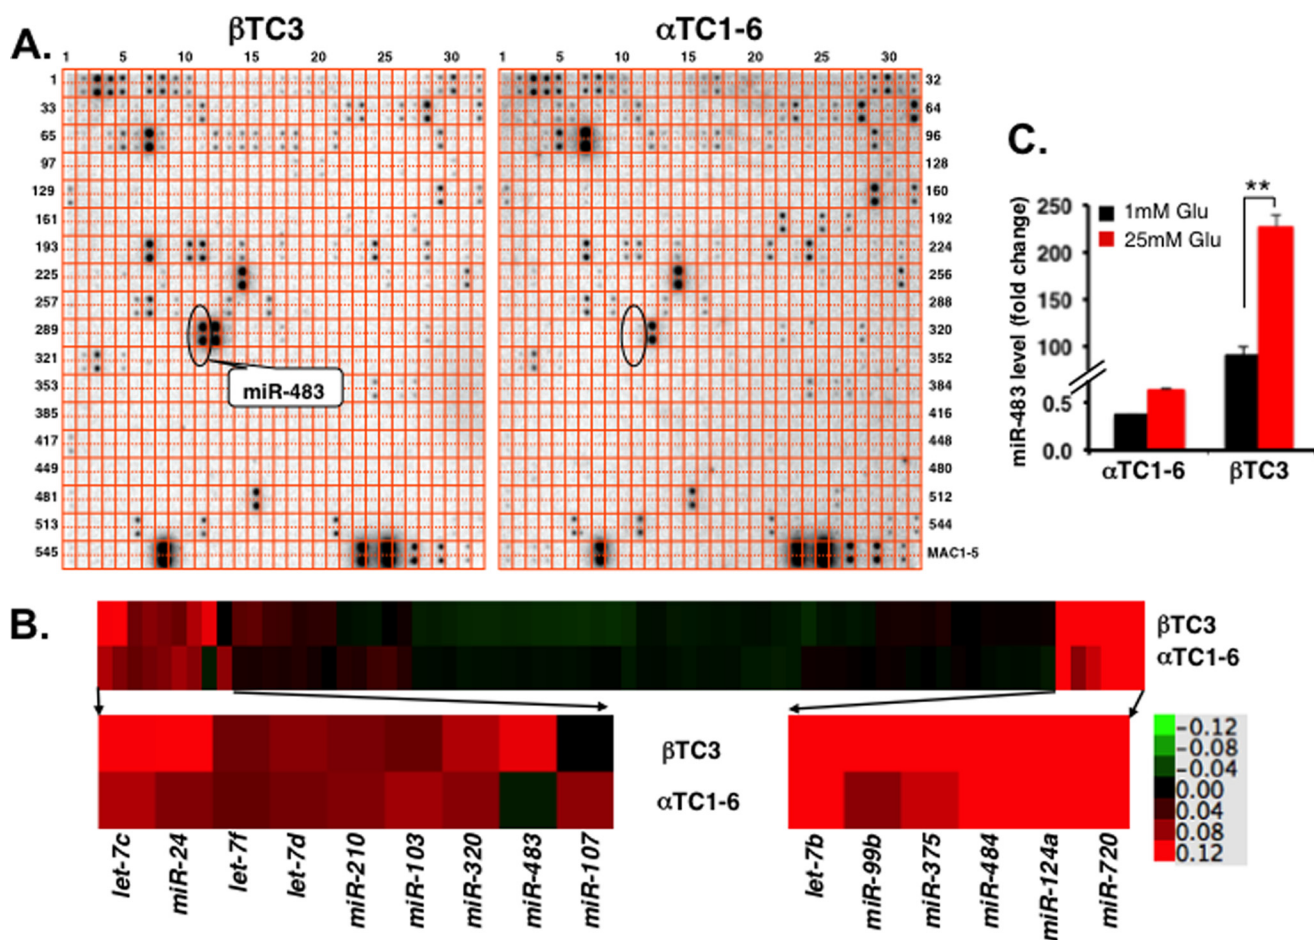 A.
βTC3
αTC1-6
1 5 10 15 20 25 30
1 5 10 15 20 25 30
1 32
33 64
65 96
97 128
129 160
161 192
193 224
225 256
257 288
289 320
321 352
353 384
385 416
417 448
449 480
481 512
513 544
545 MAC1-5
miR-483
C.
miR-483 level (fold change)
250
200
150
100
0.5
0.0
1mM Glu
25mM Glu
**
αTC1-6 βTC3
B.
βTC3
αTC1-6
βTC3
αTC1-6
let-7c miR-24 let-7f let-7d miR-210 miR-103 miR-320 miR-483 miR-107
let-7b miR-99b miR-375 miR-484 miR-124a miR-720
-0.12
-0.08
-0.04
0.00
0.04
0.08
0.12